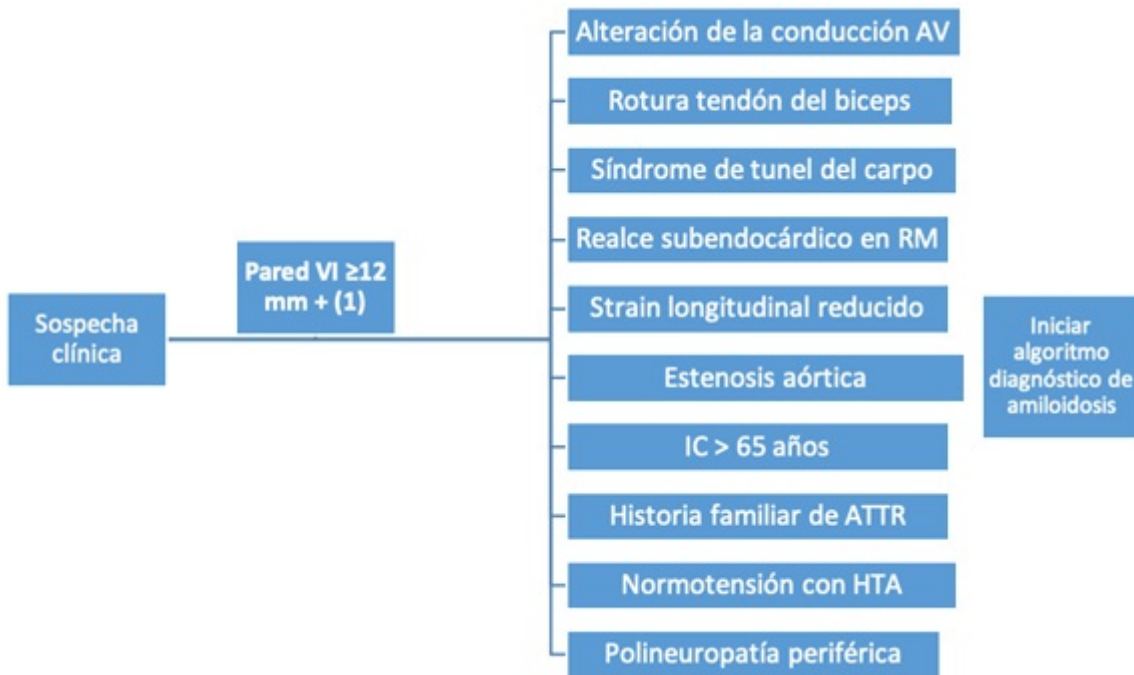 Sospecha
clínica
Pared VI ≥12
mm + (1)
Alteración de la conducción AV
Rotura tendón del biceps
Síndrome de tunel del carpo
Realce subendocárdico en RM
Strain longitudinal reducido
Estenosis aórtica
IC > 65 años
Historia familiar de ATTR
Normotensión con HTA
Polineuropatía periférica
Iniciar
algoritmo
diagnóstico de
amiloidosis